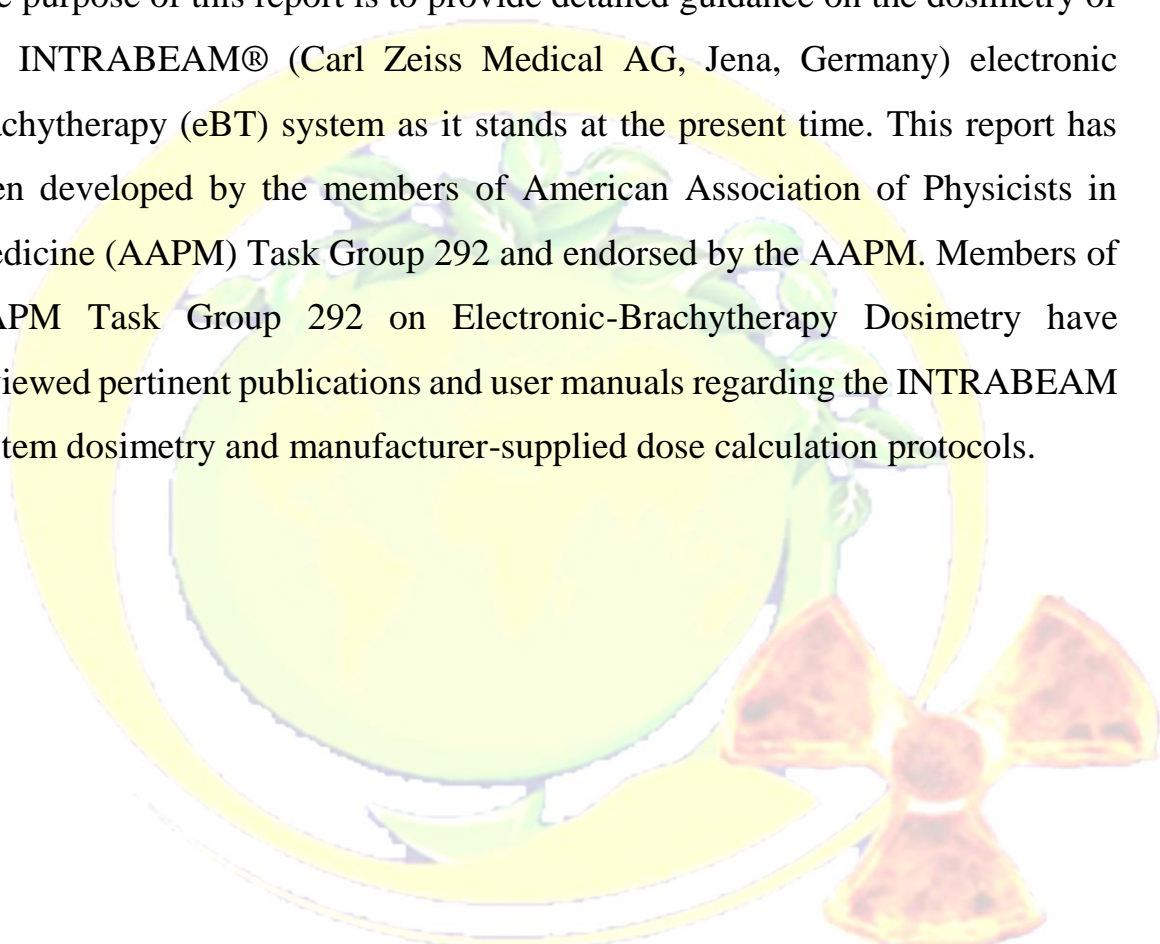 e purpose of this report is to provide detailed guidance on the dosimetry of
INTRABEAM® (Carl Zeiss Medical AG, Jena, Germany) electronic
achytherapy (eBT) system as it stands at the present time. This report has
en developed by the members of American Association of Physicists in
edicine (AAPM) Task Group 292 and endorsed by the AAPM. Members of
APM Task Group 292 on Electronic-Brachytherapy Dosimetry have
viewed pertinent publications and user manuals regarding the INTRABEAM
tem dosimetry and manufacturer-supplied dose calculation protocols.